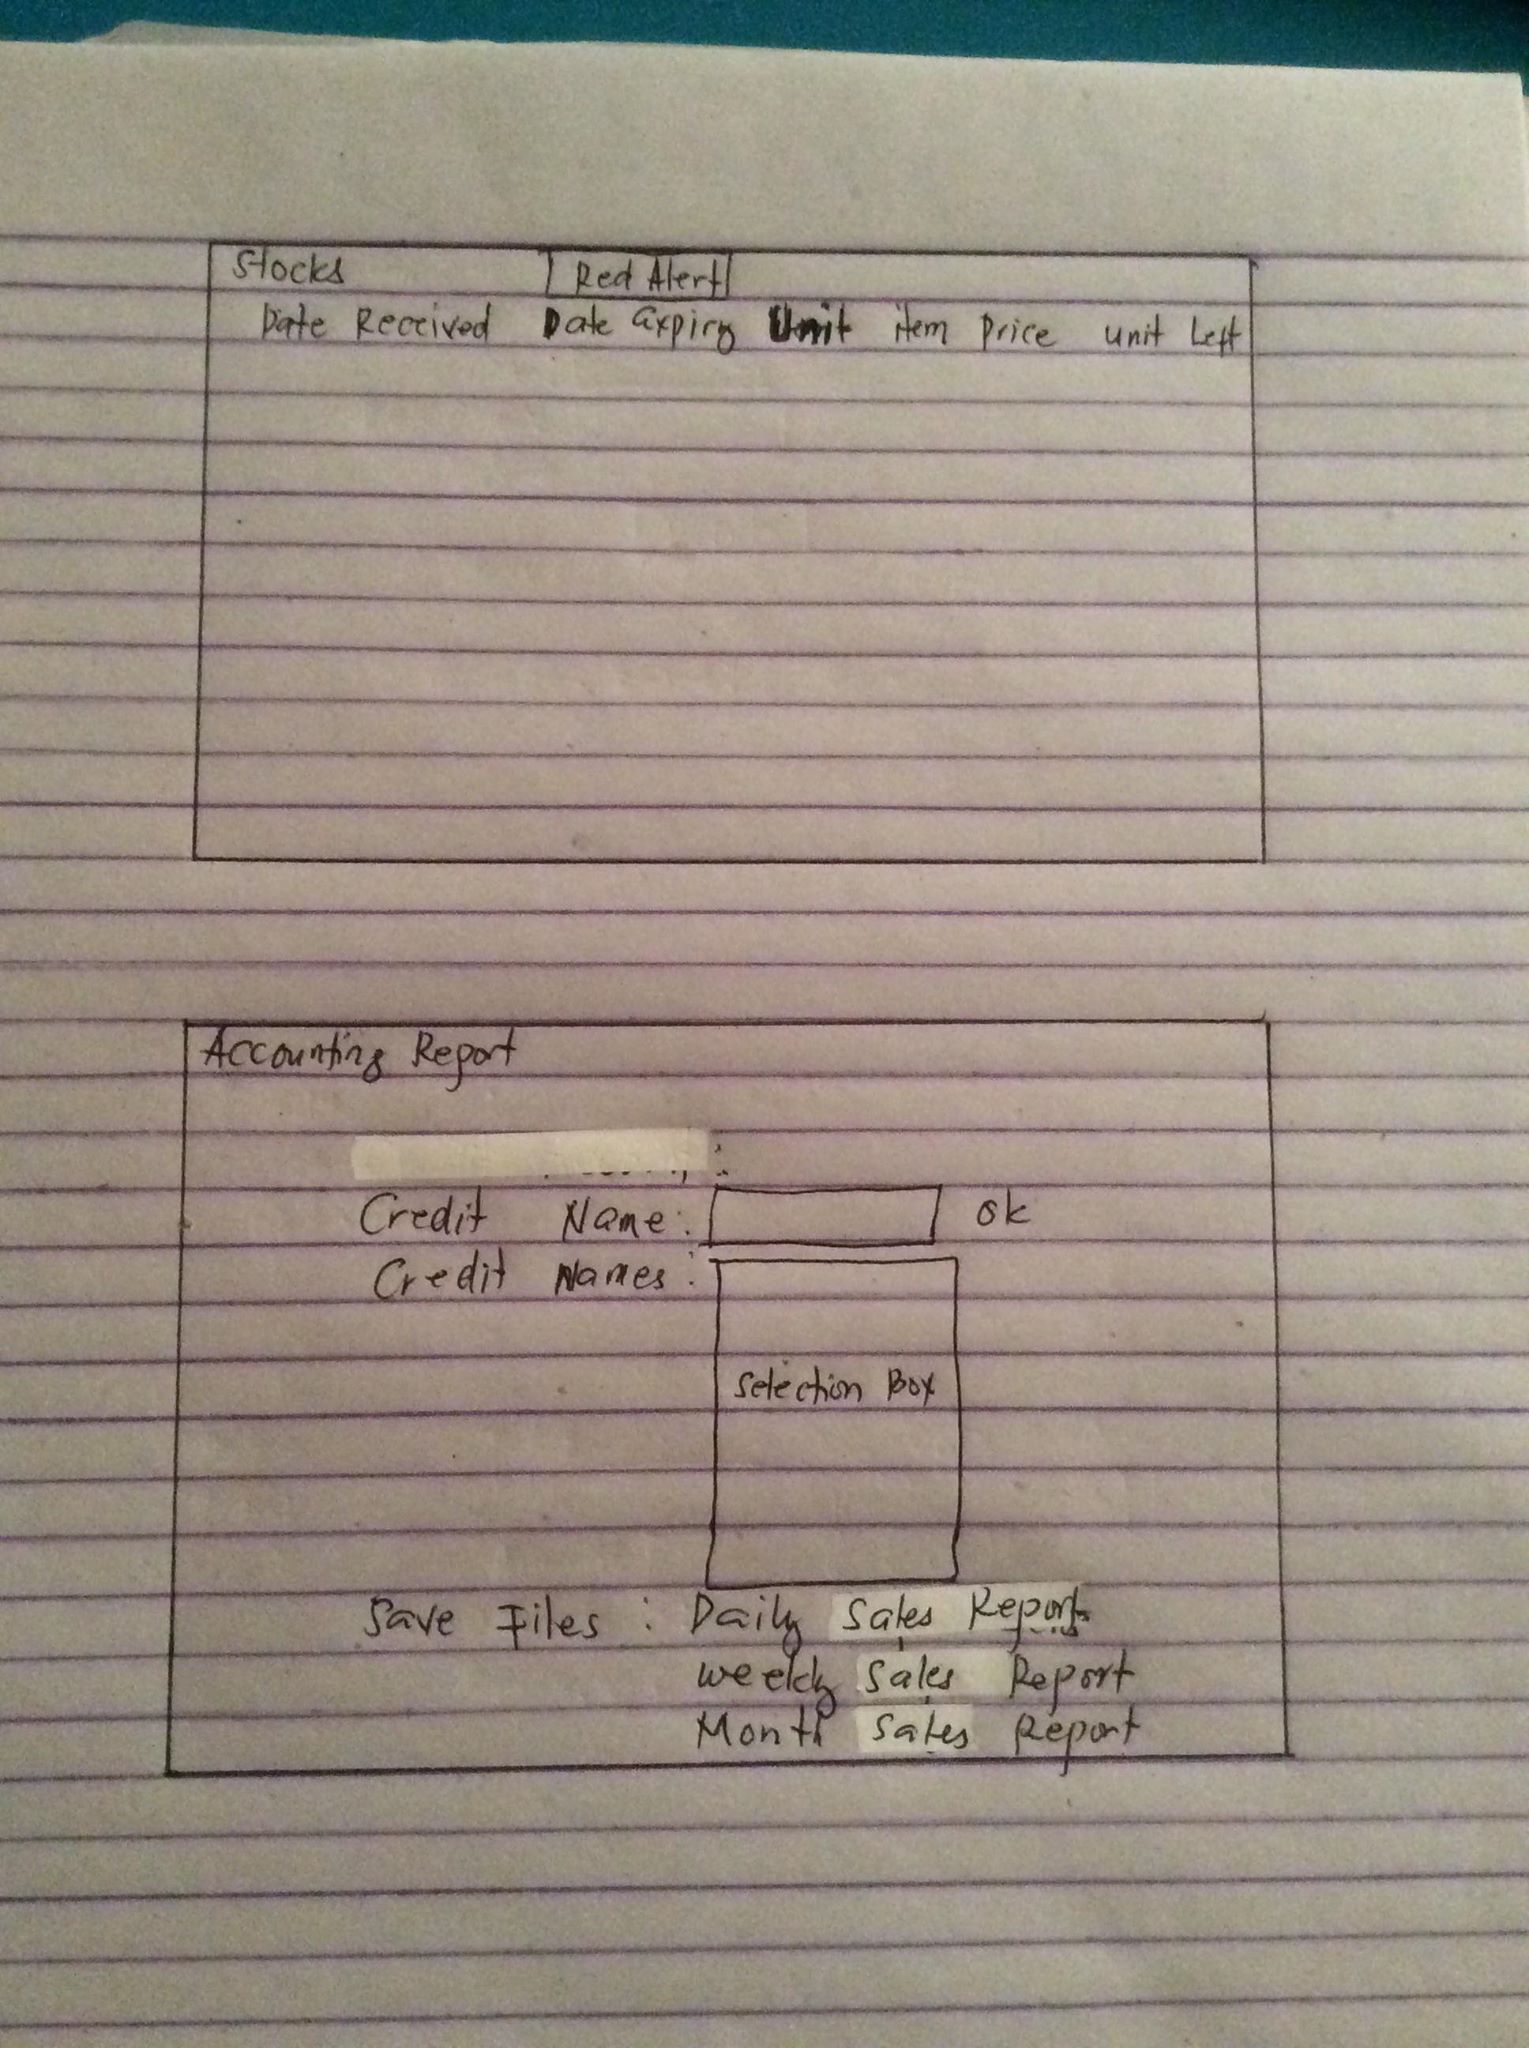 Stocks Red Alert
Date Received Date Expiry Unit item price unit Left
Accounting Report
Credit Name: ok
Credit Names:
Selection Box
Save Files : Daily Sales Report
Weekly Sales Report
Month Sales Report